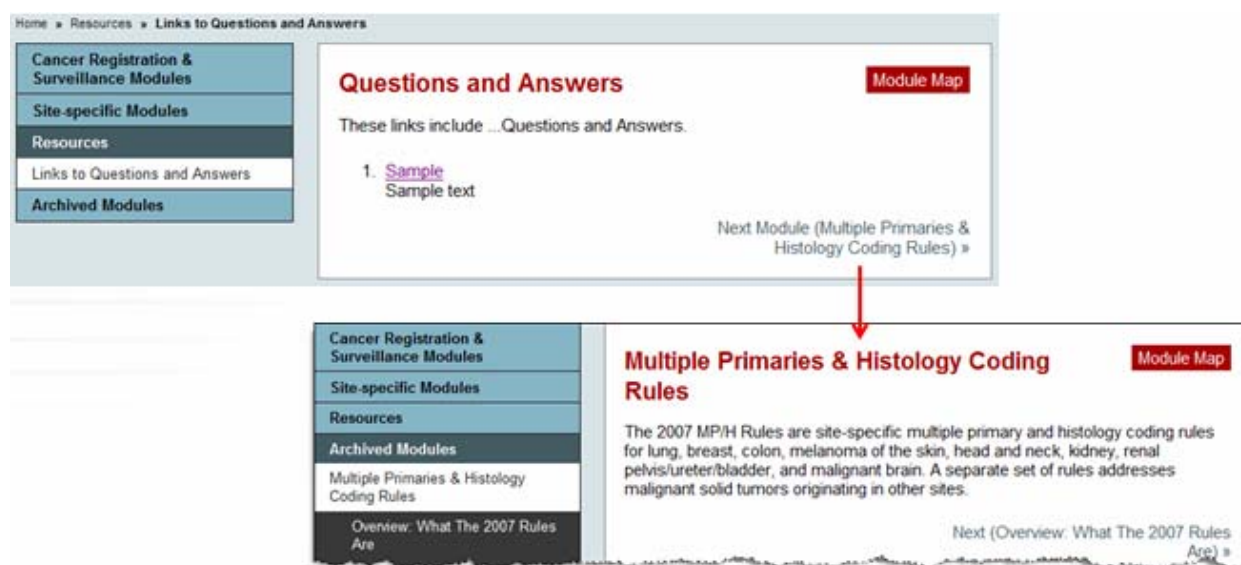 Home » Resources » Links to Questions and Answers
Cancer Registration &
Surveillance Modules
Site-specific Modules
Resources
Links to Questions and Answers
Archived Modules
Questions and Answers
Module Map
These links include ...Questions and Answers.
1. Sample
Sample text
Next Module (Multiple Primaries &
Histology Coding Rules) »
Cancer Registration &
Surveillance Modules
Site-specific Modules
Resources
Archived Modules
Multiple Primaries & Histology
Coding Rules
Overview: What The 2007 Rules
Are
Multiple Primaries & Histology Coding
Rules
Module Map
The 2007 MP/H Rules are site-specific multiple primary and histology coding rules
for lung, breast, colon, melanoma of the skin, head and neck, kidney, renal
pelvis/ureter/bladder, and malignant brain. A separate set of rules addresses
malignant solid tumors originating in other sites.
Next (Overview: What The 2007 Rules
Are) »